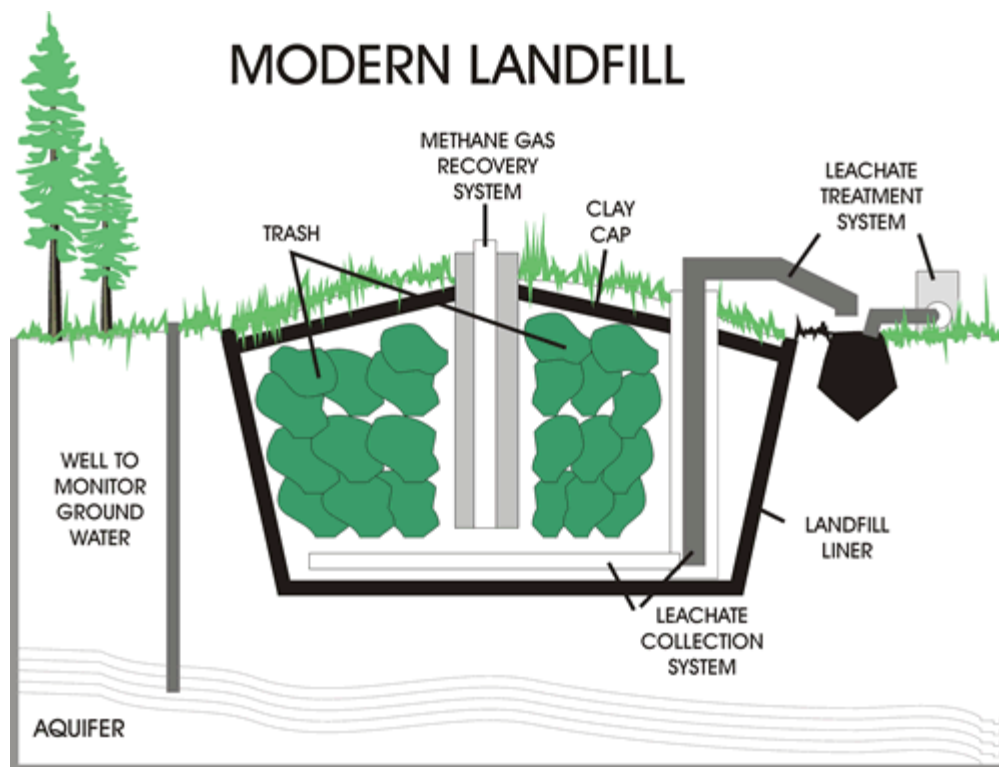 MODERN LANDFILL
METHANE GAS
RECOVERY
SYSTEM
LEACHATE
TREATMENT
SYSTEM
CLAY
CAP
TRASH
WELL TO
MONITOR
GROUND
WATER
LANDFILL
LINER
LEACHATE
COLLECTION
SYSTEM
AQUIFER